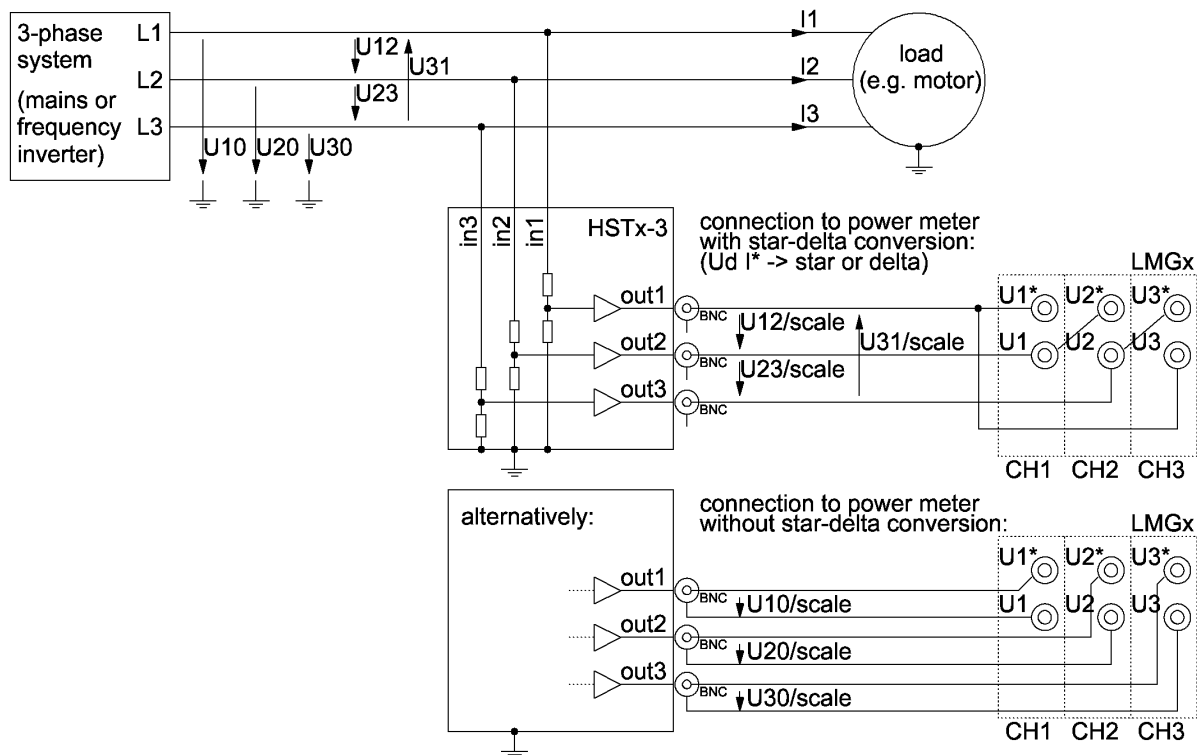 3-phase
system
(mains or
frequency
inverter)
L1
L2
L3
U12
U23
U31
U10
U20
U30
I1
I2
I3
load
(e.g. motor)
in3
in2
in1
HSTx-3
out1
out2
out3
BNC
BNC
BNC
connection to power meter
with star-delta conversion:
(Ud I* -> star or delta)
U12/scale
U23/scale
U31/scale
LMGx
U1*
U2*
U3*
U1
U2
U3
CH1
CH2
CH3
alternatively:
out1
out2
out3
BNC
BNC
BNC
connection to power meter
without star-delta conversion:
U10/scale
U20/scale
U30/scale
LMGx
U1*
U2*
U3*
U1
U2
U3
CH1
CH2
CH3